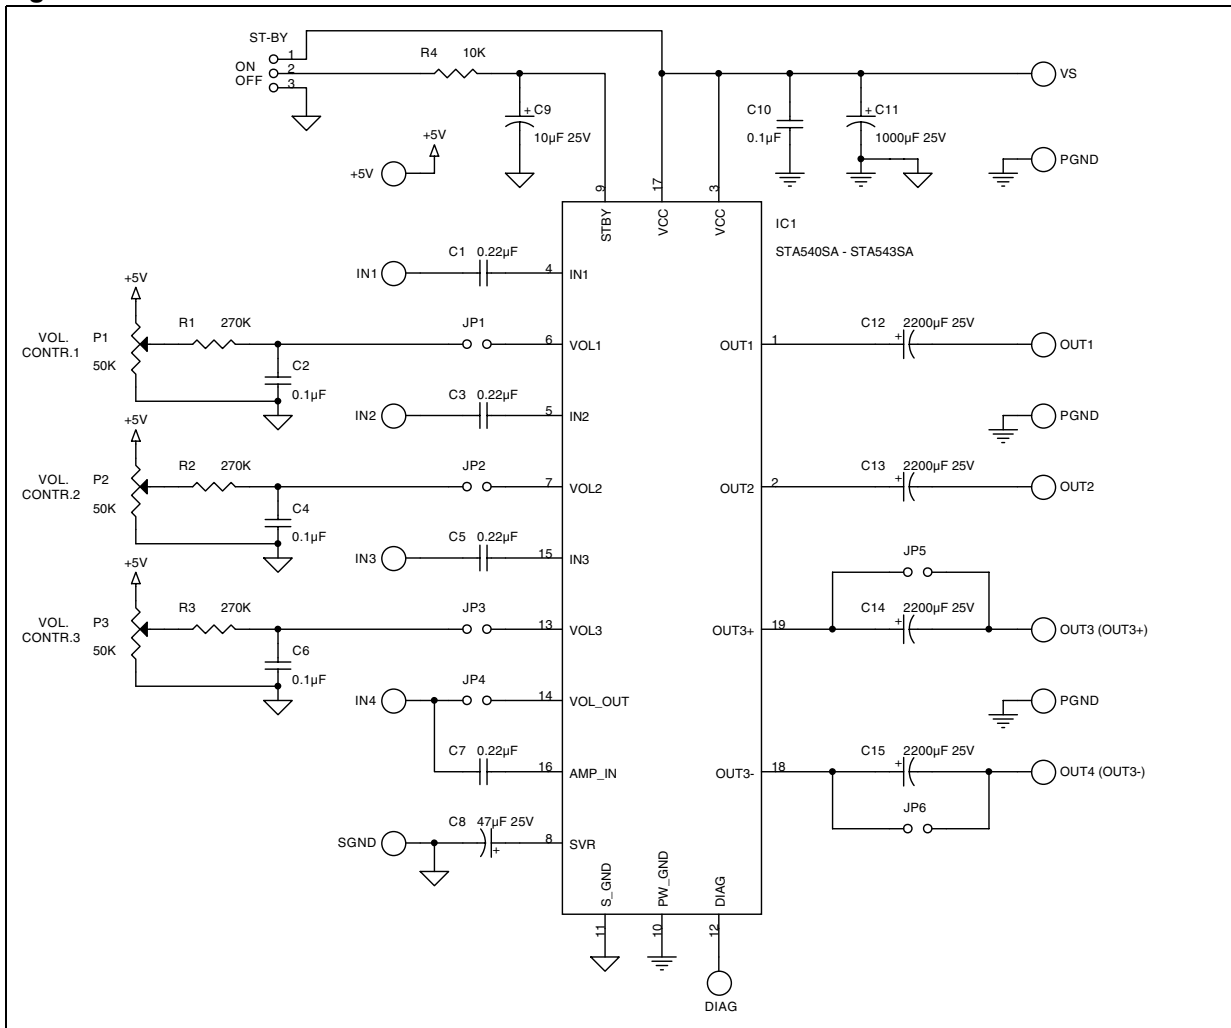 ST-BY
1
ON 2
OFF 3
R4 10K
C9
10µF 25V
+5V
+5V
C10
0.1µF
C11
1000µF 25V
VS
PGND
9
17
3
STBY
VCC
VCC
IC1
STA540SA - STA543SA
IN1
C1 0.22µF
4
IN1
+5V
VOL.
CONTR.1
P1
50K
R1 270K
JP1
6
VOL1
C2
0.1µF
OUT1
1
C12 2200µF 25V
OUT1
IN2
C3 0.22µF
5
IN2
PGND
+5V
VOL.
CONTR.2
P2
50K
R2 270K
JP2
7
VOL2
C4
0.1µF
OUT2
2
C13 2200µF 25V
OUT2
IN3
C5 0.22µF
15
IN3
JP5
+5V
VOL.
CONTR.3
P3
50K
R3 270K
JP3
13
VOL3
C6
0.1µF
OUT3+
19
C14 2200µF 25V
OUT3 (OUT3+)
IN4
JP4
14
VOL_OUT
PGND
C7 0.22µF
16
AMP_IN
OUT3-
18
C15 2200µF 25V
OUT4 (OUT3-)
JP6
SGND
C8 47µF 25V
8
SVR
S_GND
PW_GND
DIAG
11
10
12
DIAG